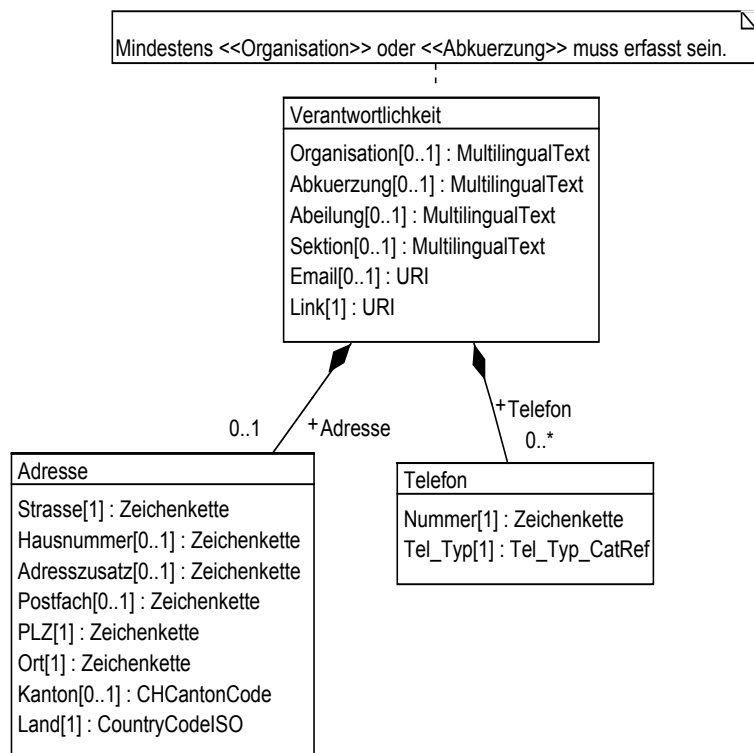 Mindestens <<Organisation>> oder <<Abkuerzung>> muss erfasst sein.
Verantwortlichkeit
Organisation[0..1] : MultilingualText
Abkuerzung[0..1] : MultilingualText
Abeilung[0..1] : MultilingualText
Sektion[0..1] : MultilingualText
Email[0..1] : URI
Link[1] : URI
0..1
+Adresse
+Telefon
0..*
Adresse
Strasse[1] : Zeichenkette
Hausnummer[0..1] : Zeichenkette
Adresszusatz[0..1] : Zeichenkette
Postfach[0..1] : Zeichenkette
PLZ[1] : Zeichenkette
Ort[1] : Zeichenkette
Kanton[0..1] : CHCantonCode
Land[1] : CountryCodeISO
Telefon
Nummer[1] : Zeichenkette
Tel_Typ[1] : Tel_Typ_CatRef